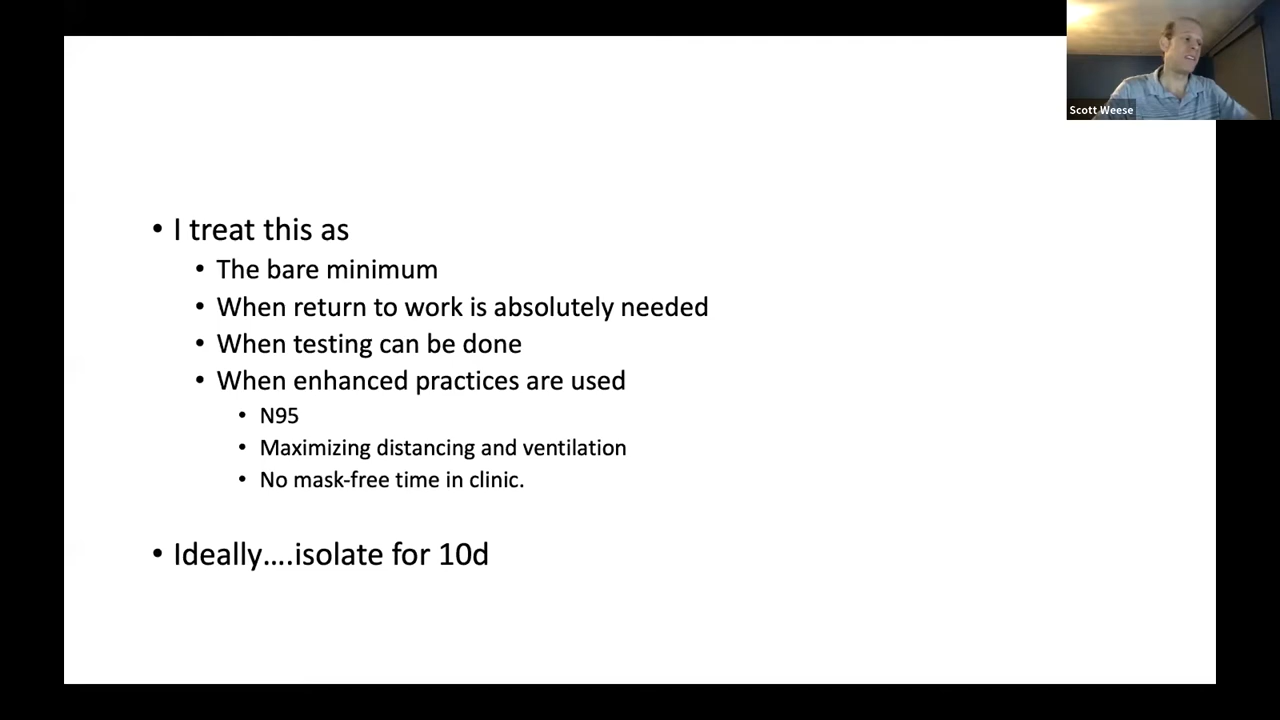 Scott Weese
• I treat this as
• The bare minimum
• When return to work is absolutely needed
• When testing can be done
• When enhanced practices are used
• N95
• Maximizing distancing and ventilation
• No mask-free time in clinic.
• Ideally....isolate for 10d